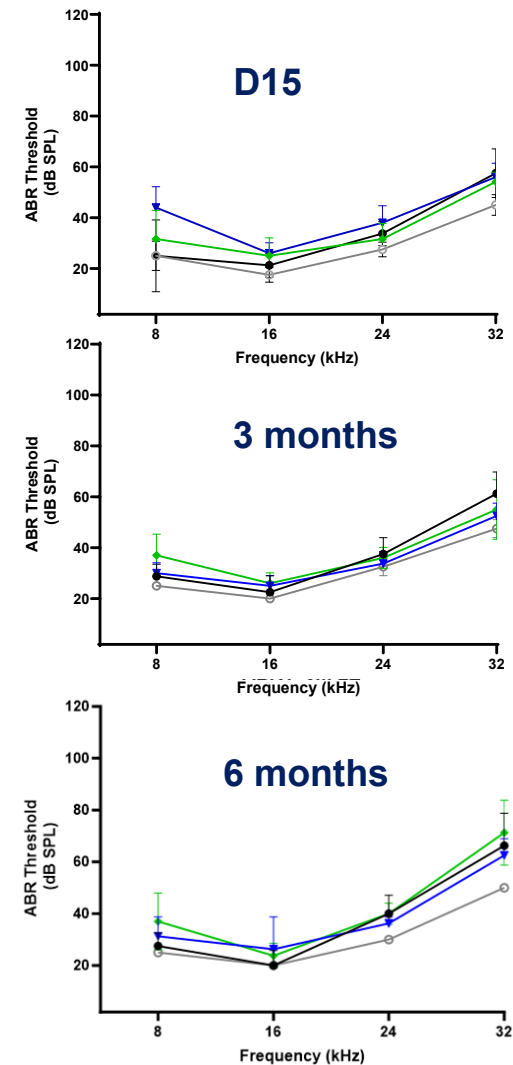 120
100
80
60
40
20
D15
ABR Threshold
(dB SPL)
8 16 24 32
Frequency (kHz)
120
100
80
60
40
20
3 months
ABR Threshold
(dB SPL)
8 16 24 32
Frequency (kHz)
120
100
80
60
40
20
6 months
ABR Threshold
(dB SPL)
8 16 24 32
Frequency (kHz)